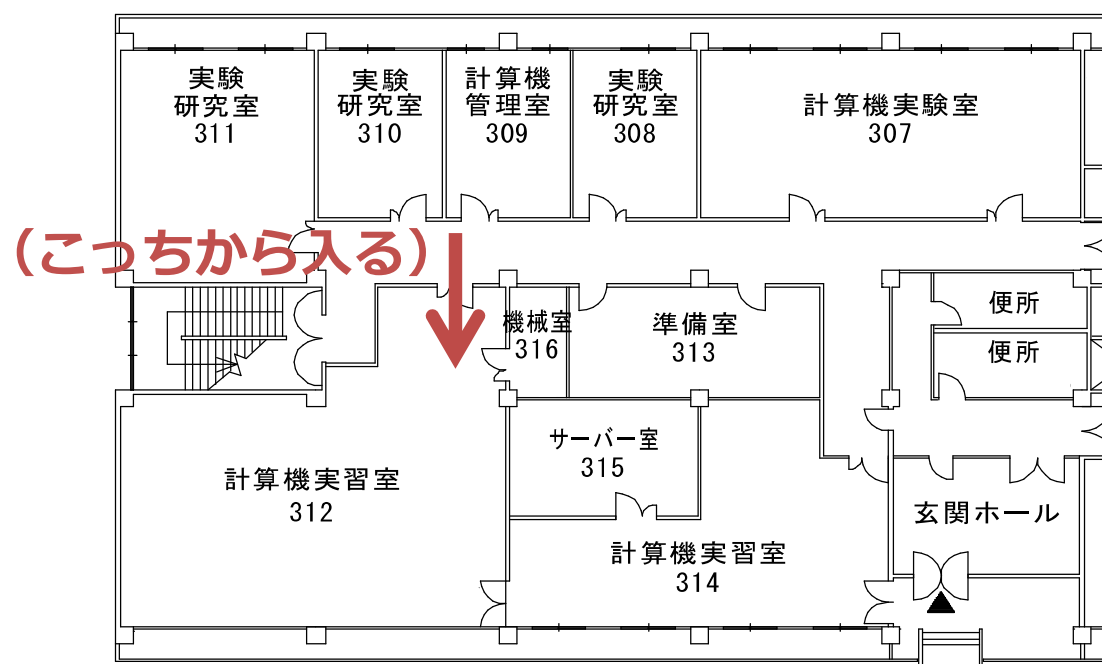 実験
研究室
311
実験
研究室
310
計算機
管理室
309
実験
研究室
308
計算機実験室
307
（こっちから入る）
機械室
316
準備室
313
便所
便所
サーバー室
315
計算機実習室
312
計算機実習室
314
玄関ホール